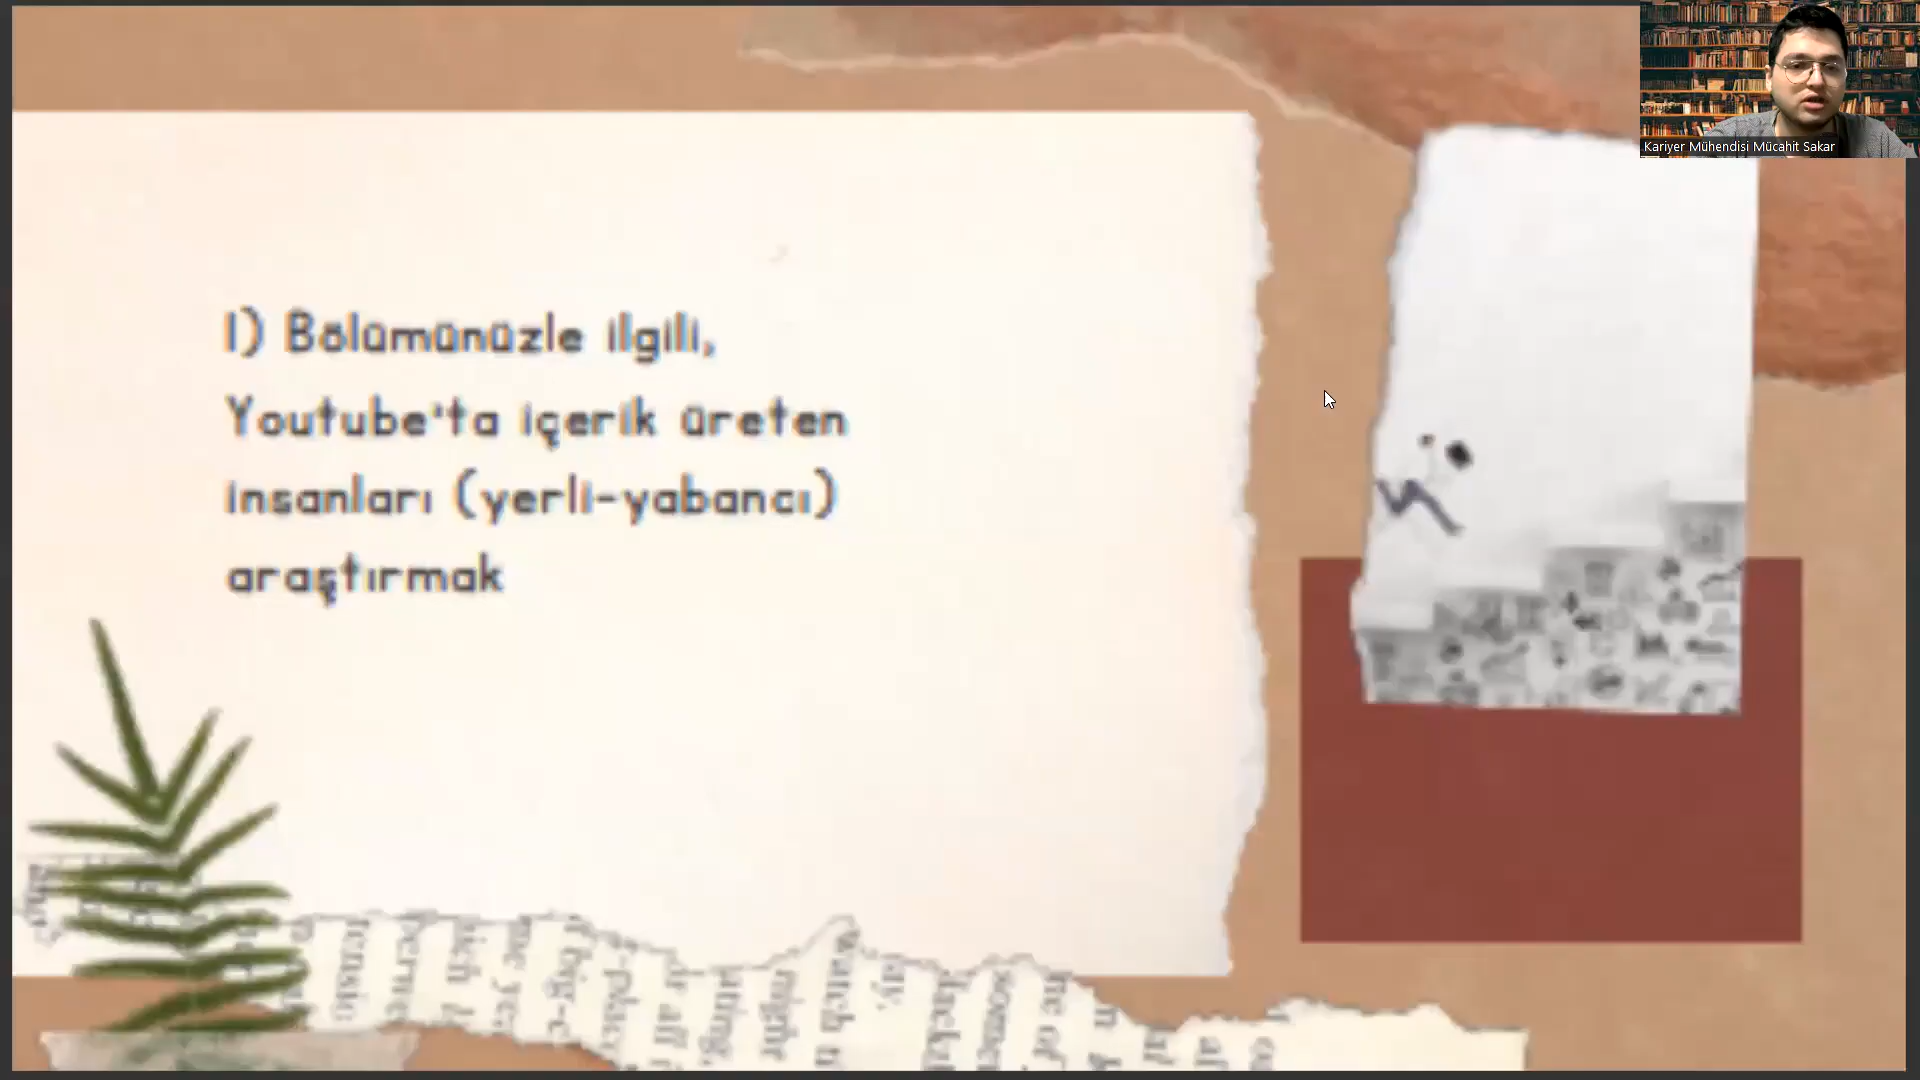 1) Bölümünüzle ilgili,
Youtube'ta içerik üreten
insanları (yerli-yabancı)
araştırmak
Kariyer Mühendisi Mücahit Sakar